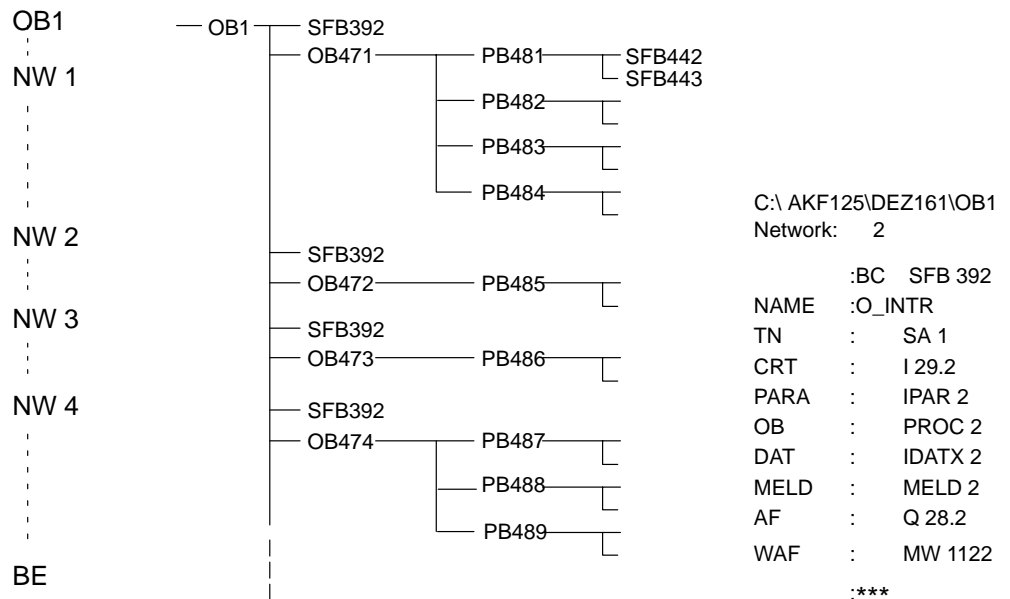 OB1
NW 1
NW 2
NW 3
NW 4
BE
OB1 SFB392
OB471 PB481 SFB442
SFB443
PB482
PB483
PB484
SFB392
OB472 PB485
SFB392
OB473 PB486
SFB392
OB474 PB487
PB488
PB489
C:\ AKF125\DEZ161\OB1
Network: 2
:BC SFB 392
NAME :O_INTR
TN : SA 1
CRT : I 29.2
PARA : IPAR 2
OB : PROC 2
DAT : IDATX 2
MELD : MELD 2
AF : Q 28.2
WAF : MW 1122
:***